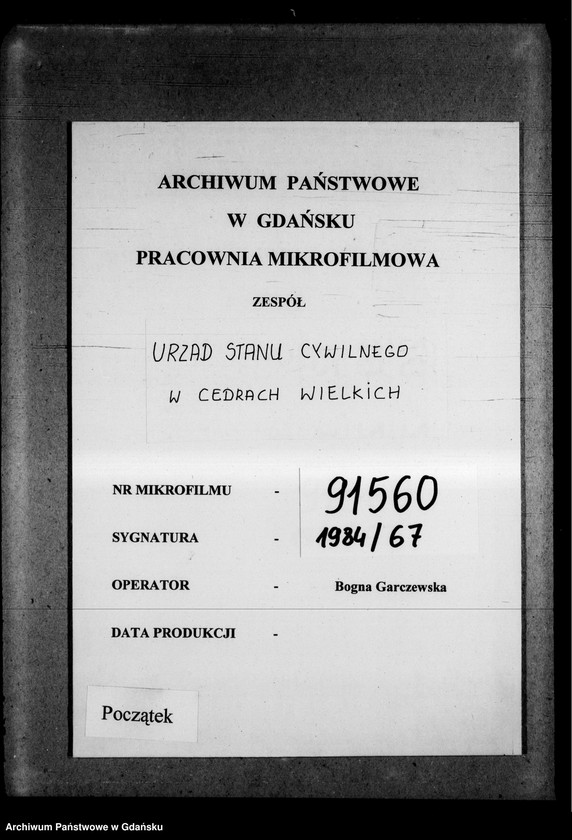 ARCHIWUM PAŃSTWOWE
W GDAŃSKU
PRACOWNIA MIKROFILMOWA
ZESPÓŁ
URZĄD STANU CYWILNEGO
W CEDRACH WIELKICH
NR MIKROFILMU - 91560
SYGNATURA - 1984/67
OPERATOR - Bogna Garczewska
DATA PRODUKCJI -
Początek
Archiwum Państwowe w Gdańsku